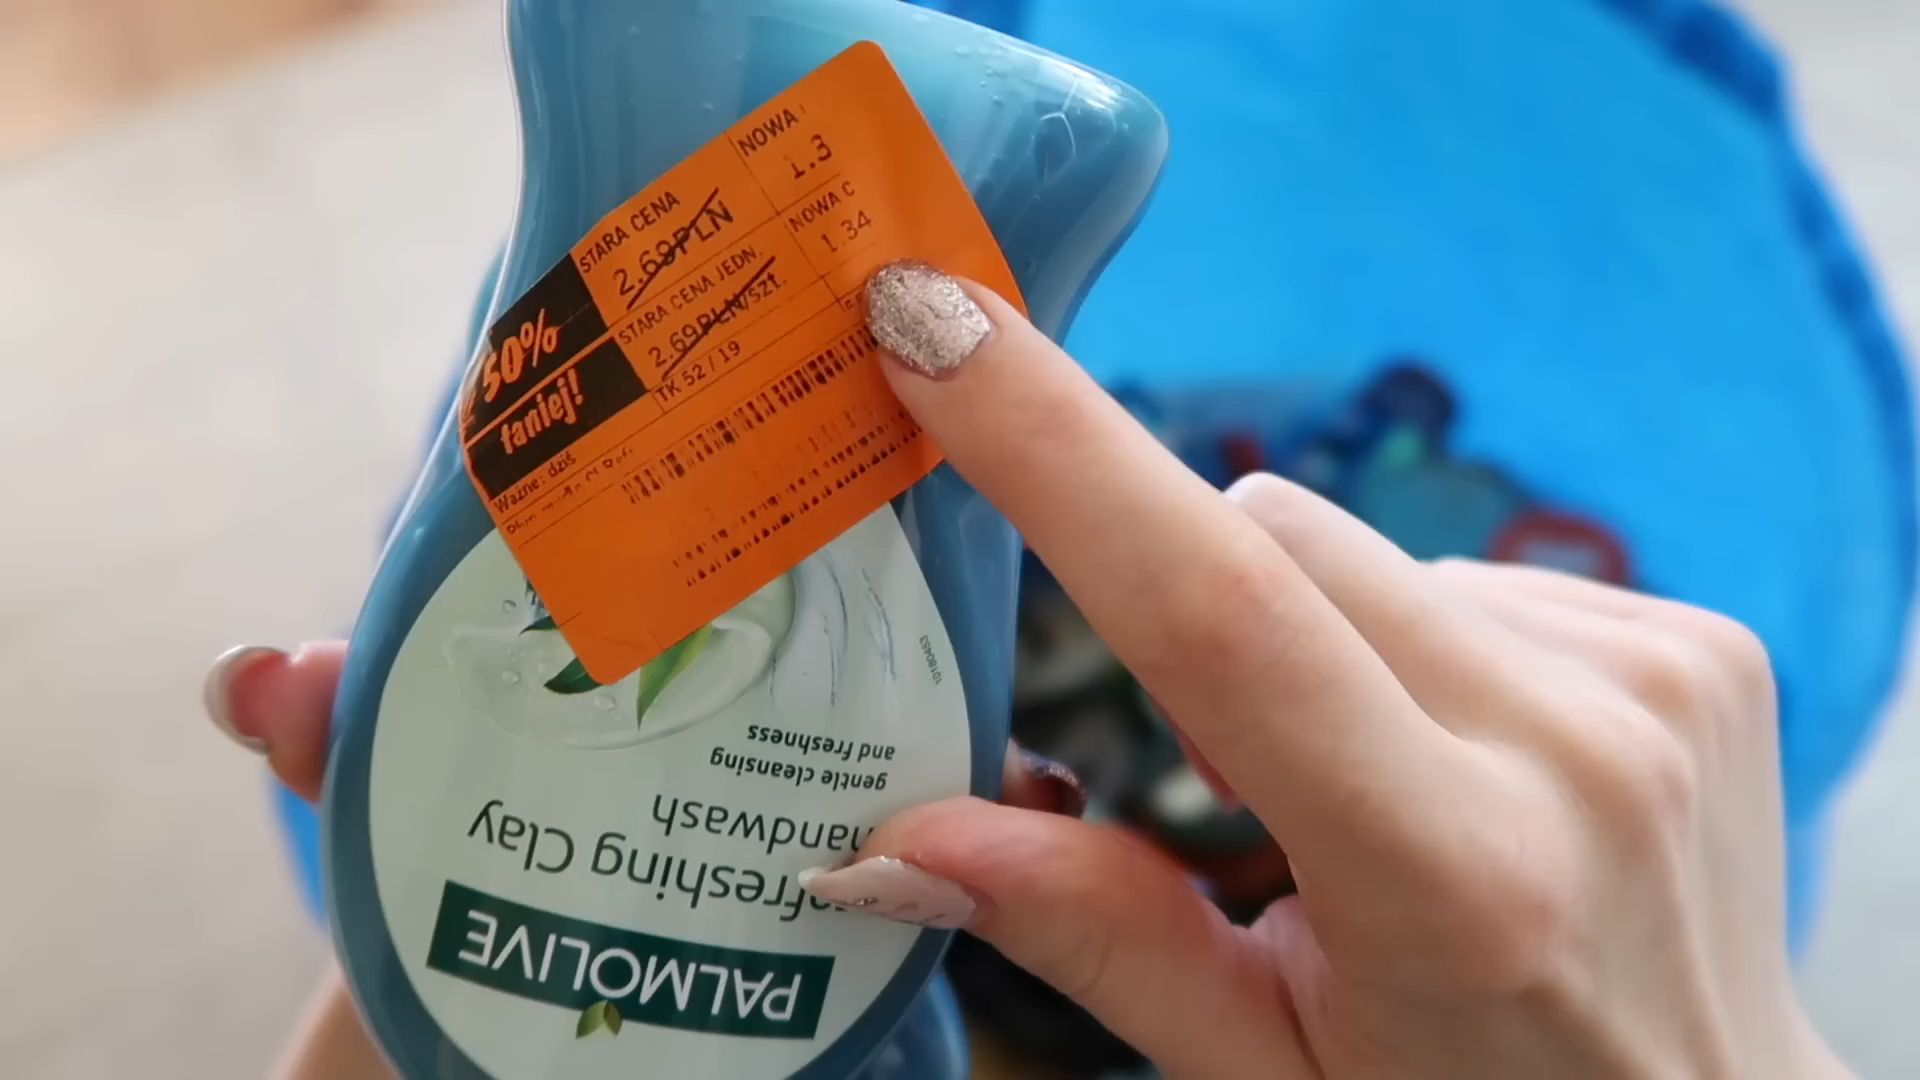 50%
taniej!
STARA CENA
2.69PLN
STARA CENA JEDN.
2.69PLN/SZt.
NOWA
1.3
NOWA C
1.34
TK 52/19
Ważne: dziś
PALMOLIVE
freshing Clay
handwash
gentle cleansing
and freshness
10180453